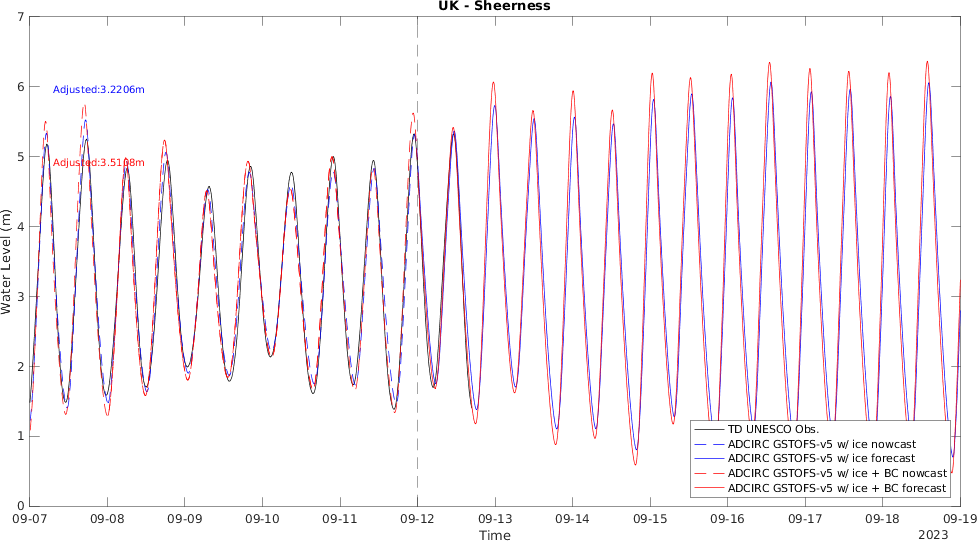 UK - Sheerness
7
6
5
4
3
2
1
0
Water Level (m)
Adjusted:3.2206m
Adjusted:3.5108m
TD UNESCO Obs.
ADCIRC GSTOFS-v5 w/ ice nowcast
ADCIRC GSTOFS-v5 w/ ice forecast
ADCIRC GSTOFS-v5 w/ ice + BC nowcast
ADCIRC GSTOFS-v5 w/ ice + BC forecast
09-07 09-08 09-09 09-10 09-11 09-12 09-13 09-14 09-15 09-16 09-17 09-18 09-19
Time
2023